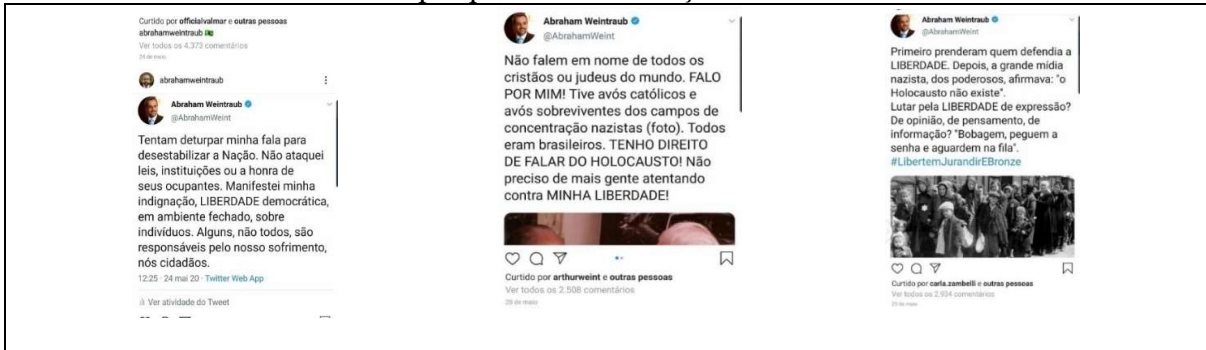 Curtido por officialvalmar e outras pessoas
abrahamweintraub
Ver todos os 4.373 comentários
abrahamweintraub
Abraham Weintraub
@AbrahamWeint
Tentam deturpar minha fala para
desestabilizar a Nação. Não ataquei
leis, instituições ou a honra de
seus ocupantes. Manifestei minha
indignação, LIBERDADE democrática,
em ambiente fechado, sobre
indivíduos. Alguns, não todos, são
responsáveis pelo nosso sofrimento,
nós cidadãos.
12:25 · 24 mai 20 · Twitter Web App
Ver atividade do Tweet
Abraham Weintraub
@AbrahamWeint
Não falem em nome de todos os
cristãos ou judeus do mundo. FALO
POR MIM! Tive avós católicos e
avós sobreviventes dos campos de
concentração nazistas (foto). Todos
eram brasileiros. TENHO DIREITO
DE FALAR DO HOLOCAUSTO! Não
preciso de mais gente atentando
contra MINHA LIBERDADE!
Curtido por arthurweint e outras pessoas
Ver todos os 2.508 comentários
Abraham Weintraub
@AbrahamWeint
Primeiro prenderam quem defendia a
LIBERDADE. Depois, a grande mídia
nazista, dos poderosos, afirmava: "o
Holocausto não existe".
Lutar pela LIBERDADE de expressão?
De opinião, de pensamento, de
informação? "Bobagem, peguem a
senha e aguardem na fila".
#LibertemJurandirEBronze
Curtido por carla.zambelli e outras pessoas
Ver todos os 2.934 comentários